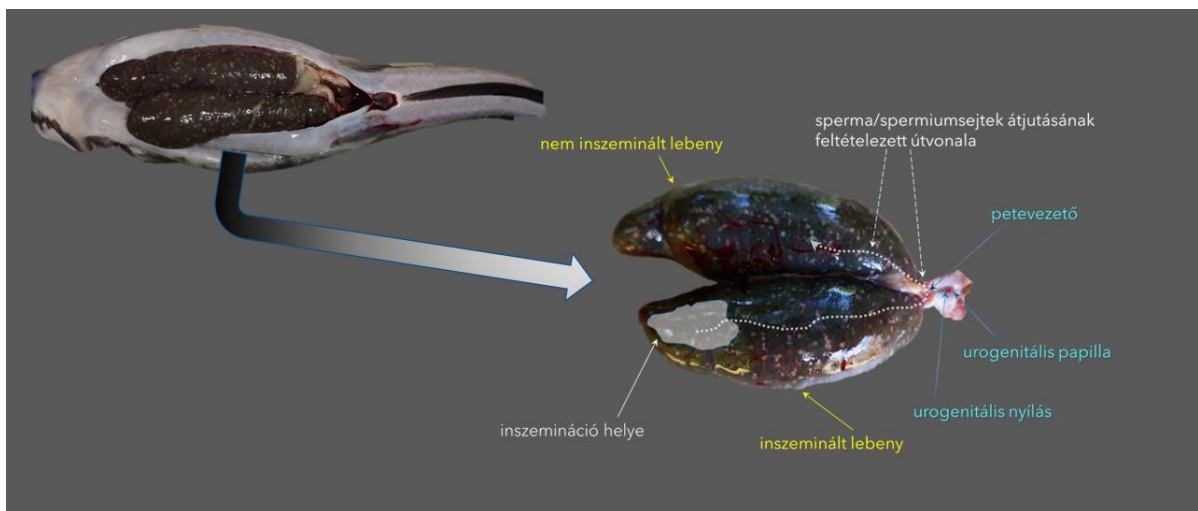 sperma/spermiumsejtek átjutásának
feltételezett útvonala
nem inszeminált lebeny
petevezető
urogenitális papilla
urogenitális nyílás
inszemináció helye
inszeminált lebeny